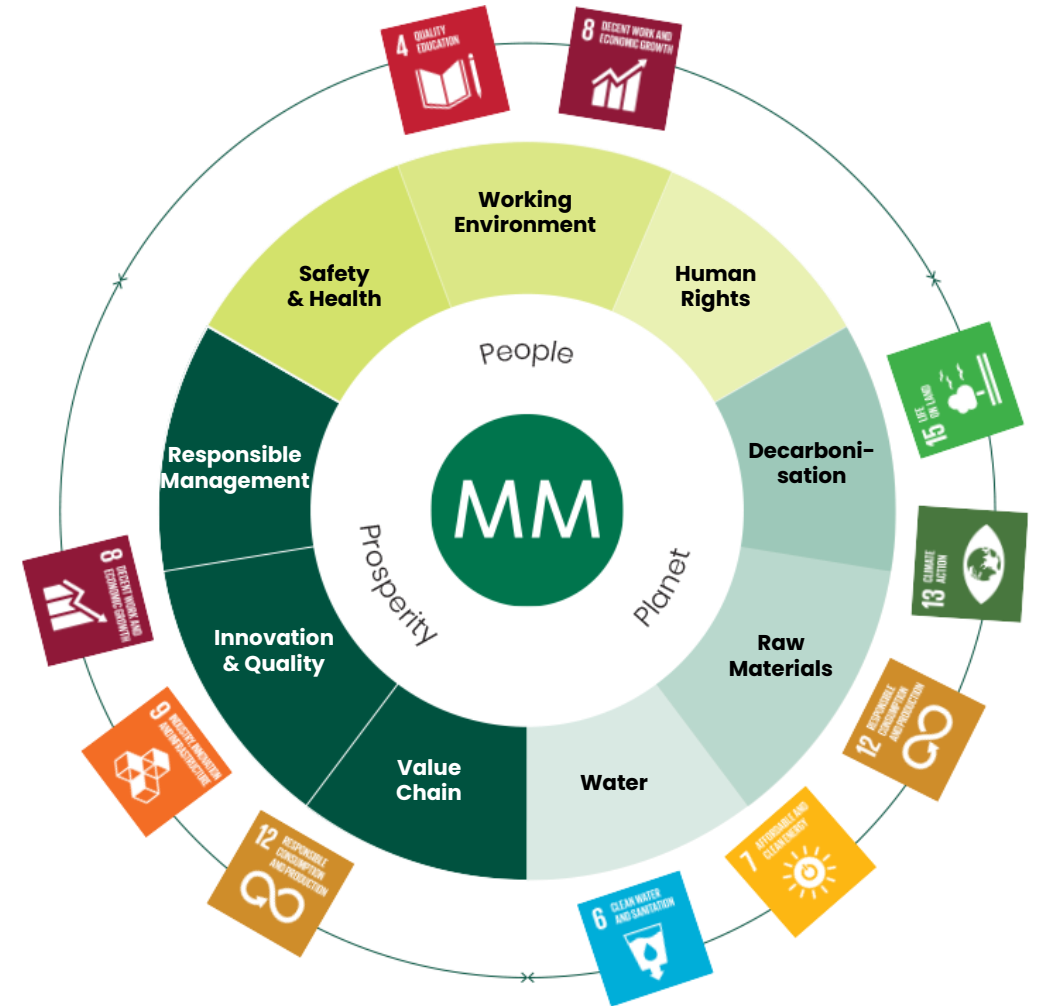 4 QUALITY
EDUCATION
8 DECENT WORK AND
ECONOMIC GROWTH
Working
Environment
Safety
& Health
Human
Rights
People
Responsible
Management
Decarboni-
sation
15 LIFE
ON LAND
MM
Prosperity
Planet
13 CLIMATE
ACTION
8 DECENT WORK AND
ECONOMIC GROWTH
Innovation
& Quality
Raw
Materials
12 RESPONSIBLE
CONSUMPTION
AND PRODUCTION
9 INDUSTRY, INNOVATION
AND INFRASTRUCTURE
Value
Chain
Water
7 AFFORDABLE AND
CLEAN ENERGY
12 RESPONSIBLE
CONSUMPTION
AND PRODUCTION
6 CLEAN WATER
AND SANITATION